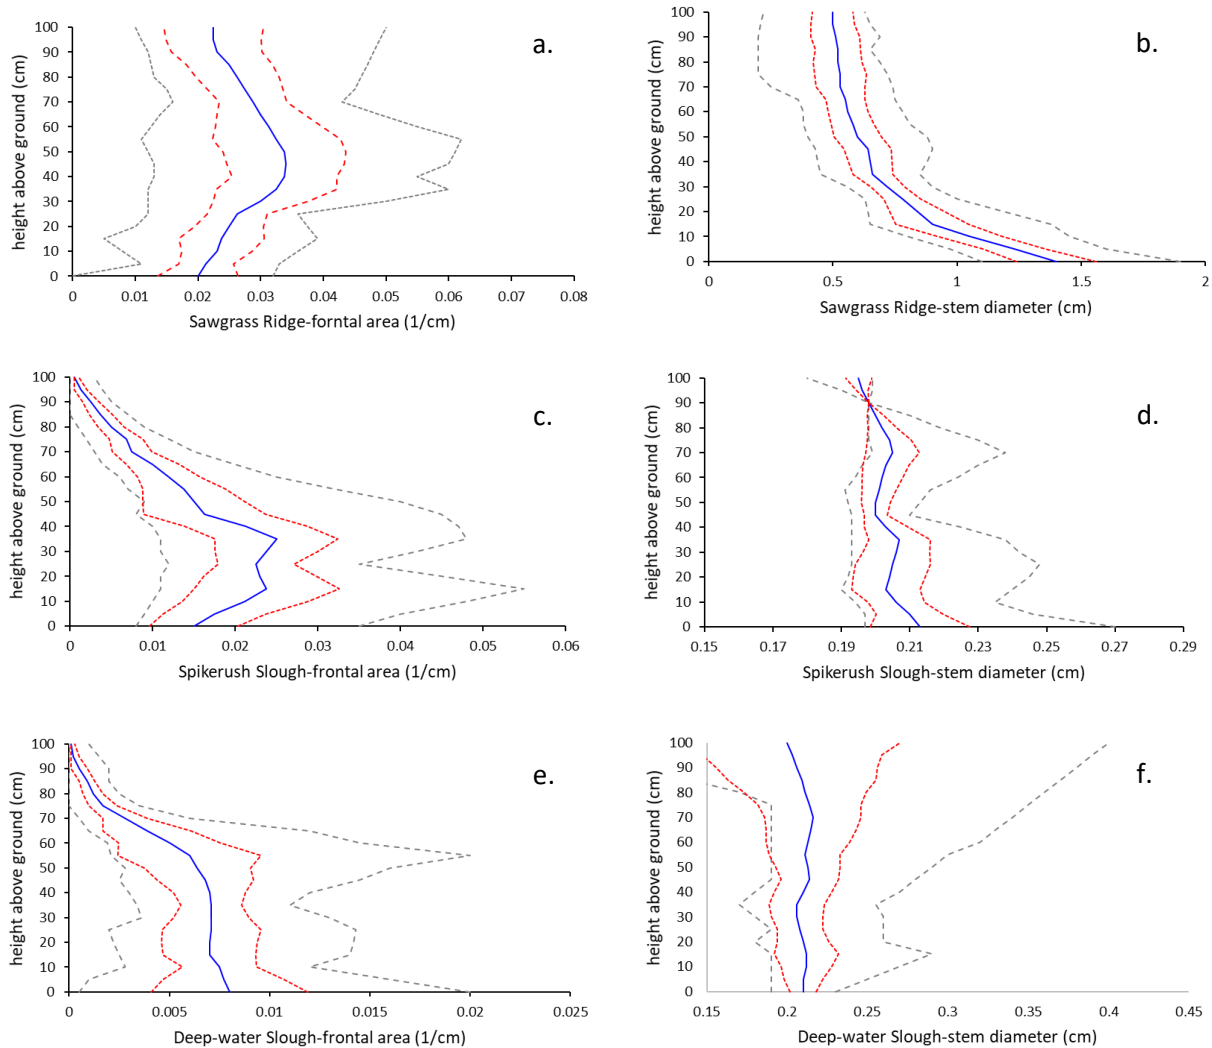 a.
height above ground (cm)
100
90
80
70
60
50
40
30
20
10
0
0 0.01 0.02 0.03 0.04 0.05 0.06 0.07 0.08
Sawgrass Ridge-forntal area (1/cm)
b.
height above ground (cm)
100
90
80
70
60
50
40
30
20
10
0
0 0.5 1 1.5 2
Sawgrass Ridge-stem diameter (cm)
c.
height above ground (cm)
100
90
80
70
60
50
40
30
20
10
0
0 0.01 0.02 0.03 0.04 0.05 0.06
Spikerush Slough-frontal area (1/cm)
d.
height above ground (cm)
100
90
80
70
60
50
40
30
20
10
0
0.15 0.17 0.19 0.21 0.23 0.25 0.27 0.29
Spikerush Slough-stem diameter (cm)
e.
height above ground (cm)
100
90
80
70
60
50
40
30
20
10
0
0 0.005 0.01 0.015 0.02 0.025
Deep-water Slough-frontal area (1/cm)
f.
height above ground (cm)
100
90
80
70
60
50
40
30
20
10
0
0.15 0.2 0.25 0.3 0.35 0.4 0.45
Deep-water Slough-stem diameter (cm)